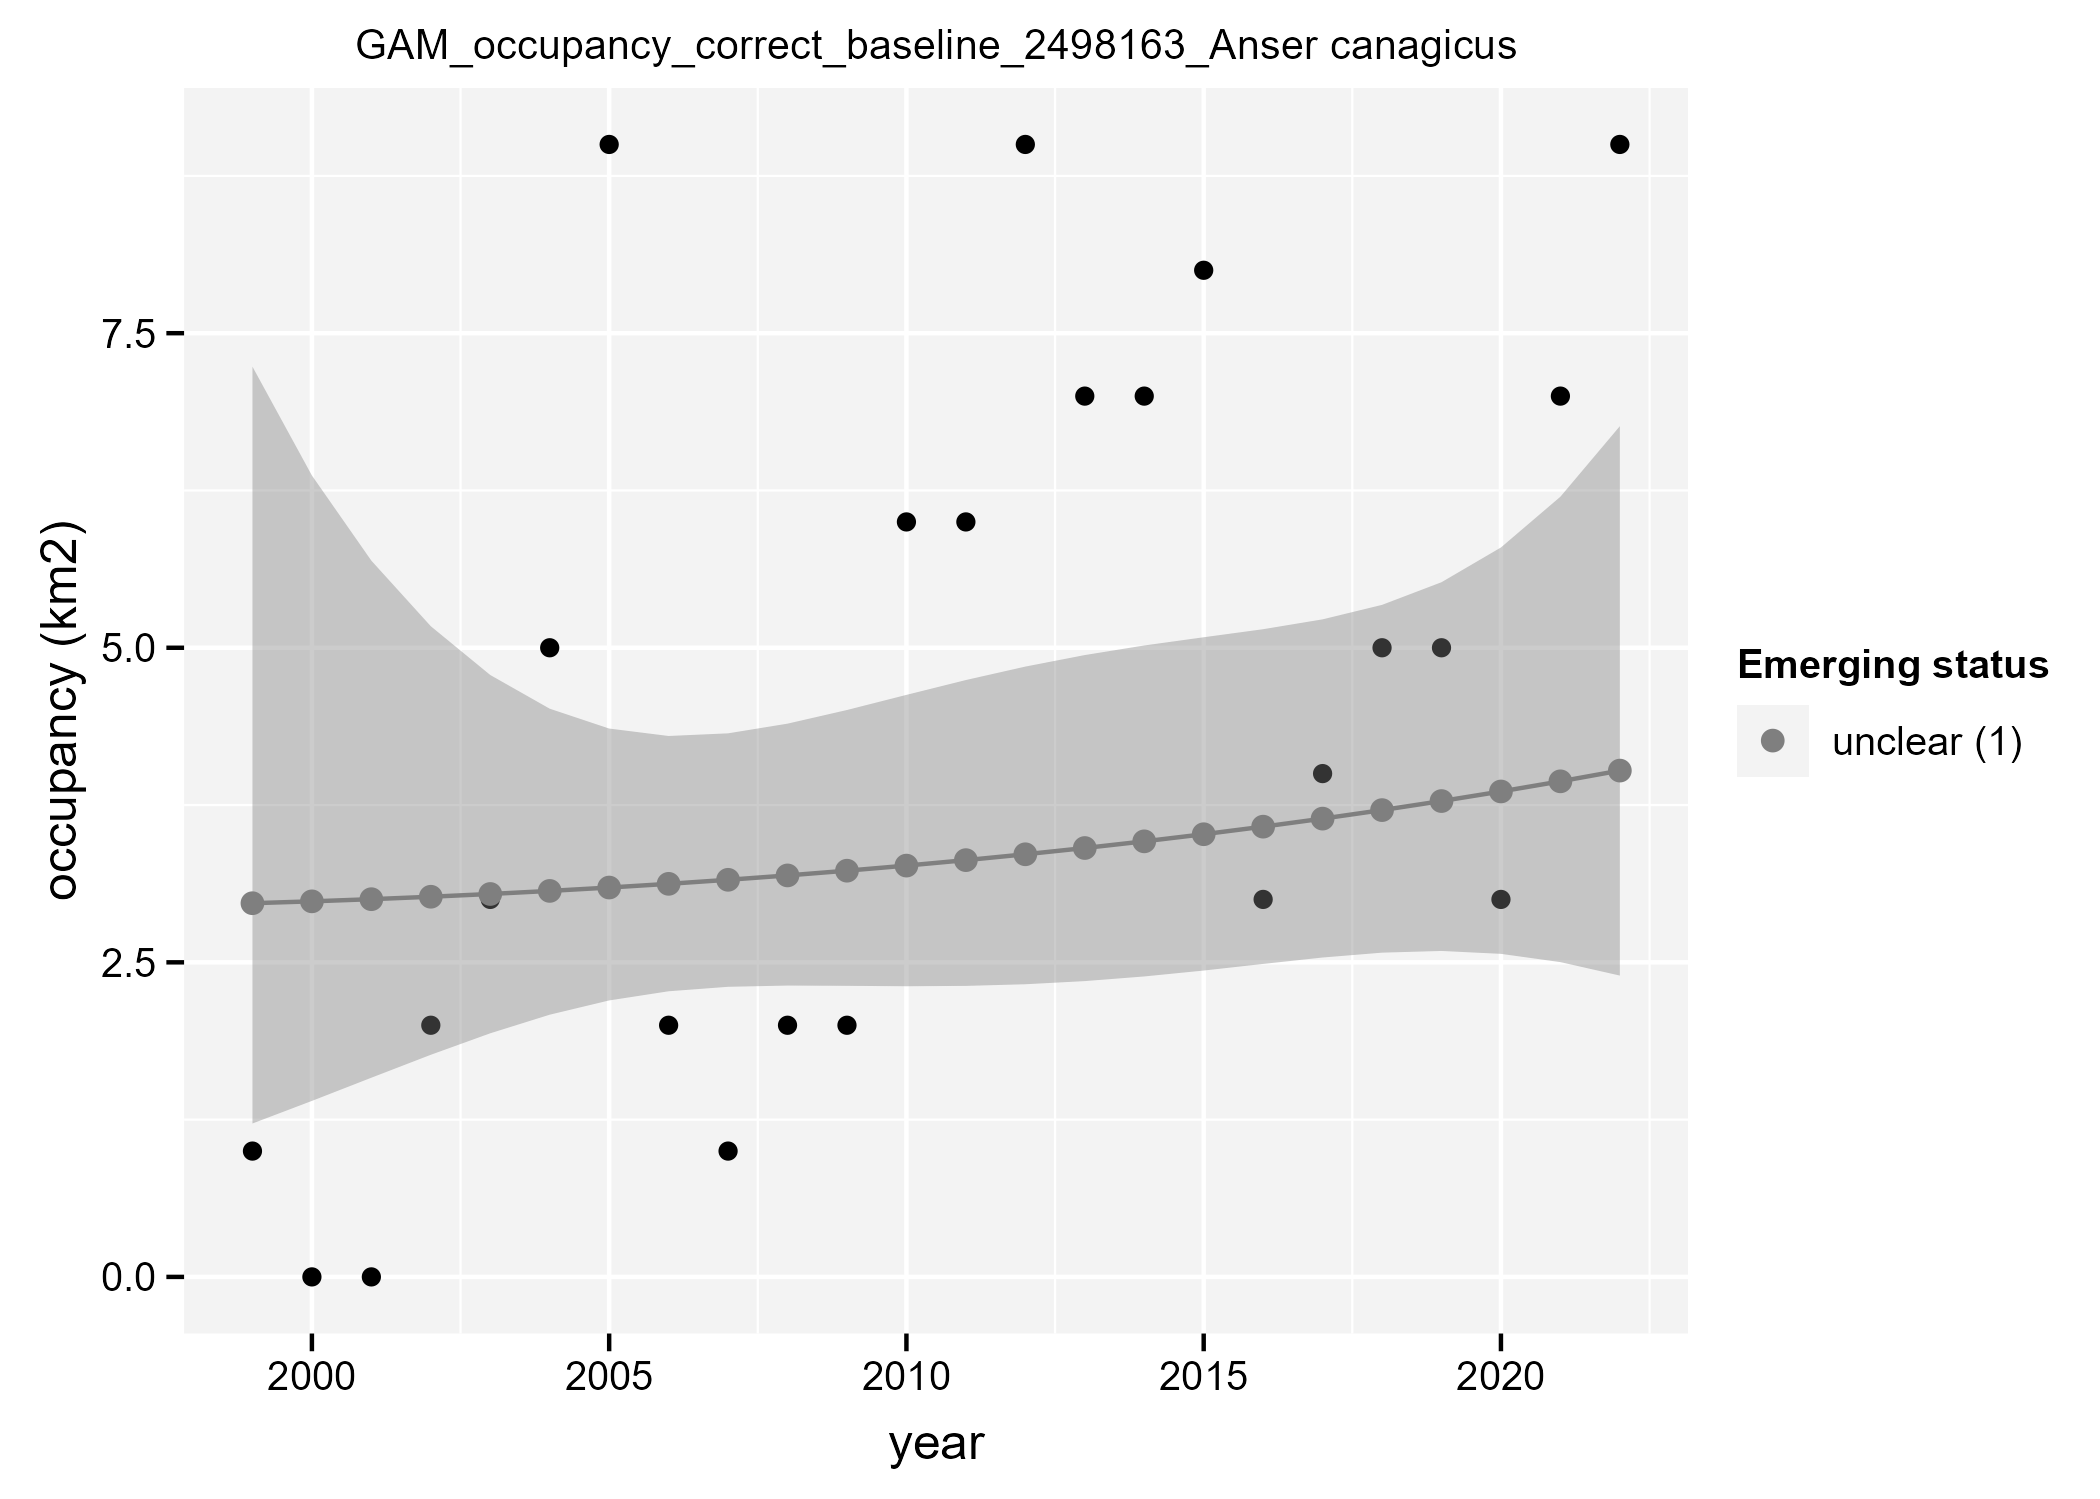 GAM_occupancy_correct_baseline_2498163_Anser canagicus
occupancy (km2)
7.5
5.0
2.5
0.0
2000 2005 2010 2015 2020
year
Emerging status
unclear (1)